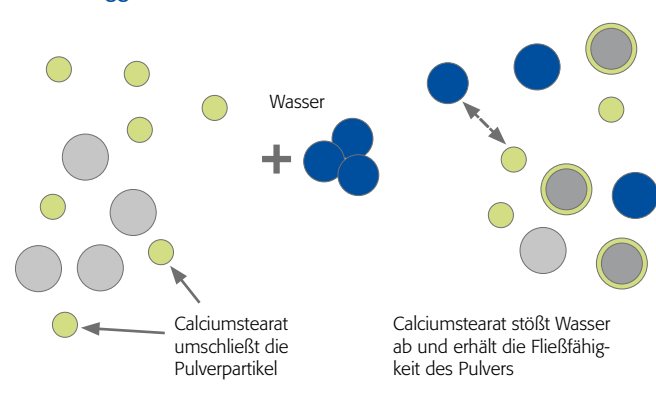 Wasser
Calciumstearat
umschließt die
Pulverpartikel
Calciumstearat stößt Wasser
ab und erhält die Fließfähig-
keit des Pulvers